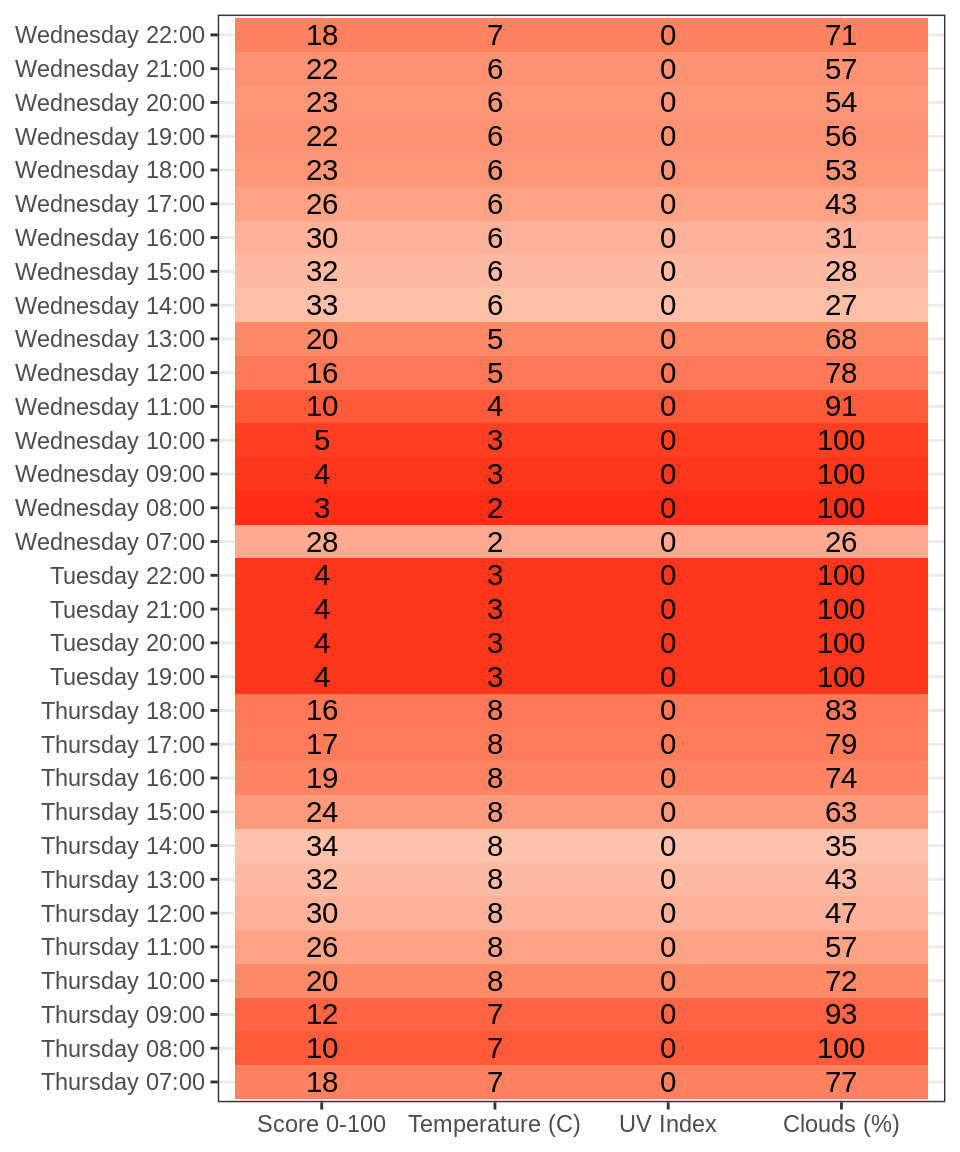 Wednesday 22:00 18 7 0 71
Wednesday 21:00 22 6 0 57
Wednesday 20:00 23 6 0 54
Wednesday 19:00 22 6 0 56
Wednesday 18:00 23 6 0 53
Wednesday 17:00 26 6 0 43
Wednesday 16:00 30 6 0 31
Wednesday 15:00 32 6 0 28
Wednesday 14:00 33 6 0 27
Wednesday 13:00 20 5 0 68
Wednesday 12:00 16 5 0 78
Wednesday 11:00 10 4 0 91
Wednesday 10:00 5 3 0 100
Wednesday 09:00 4 3 0 100
Wednesday 08:00 3 2 0 100
Wednesday 07:00 28 2 0 26
Tuesday 22:00 4 3 0 100
Tuesday 21:00 4 3 0 100
Tuesday 20:00 4 3 0 100
Tuesday 19:00 4 3 0 100
Thursday 18:00 16 8 0 83
Thursday 17:00 17 8 0 79
Thursday 16:00 19 8 0 74
Thursday 15:00 24 8 0 63
Thursday 14:00 34 8 0 35
Thursday 13:00 32 8 0 43
Thursday 12:00 30 8 0 47
Thursday 11:00 26 8 0 57
Thursday 10:00 20 8 0 72
Thursday 09:00 12 7 0 93
Thursday 08:00 10 7 0 100
Thursday 07:00 18 7 0 77
Score 0-100 Temperature (C) UV Index Clouds (%)